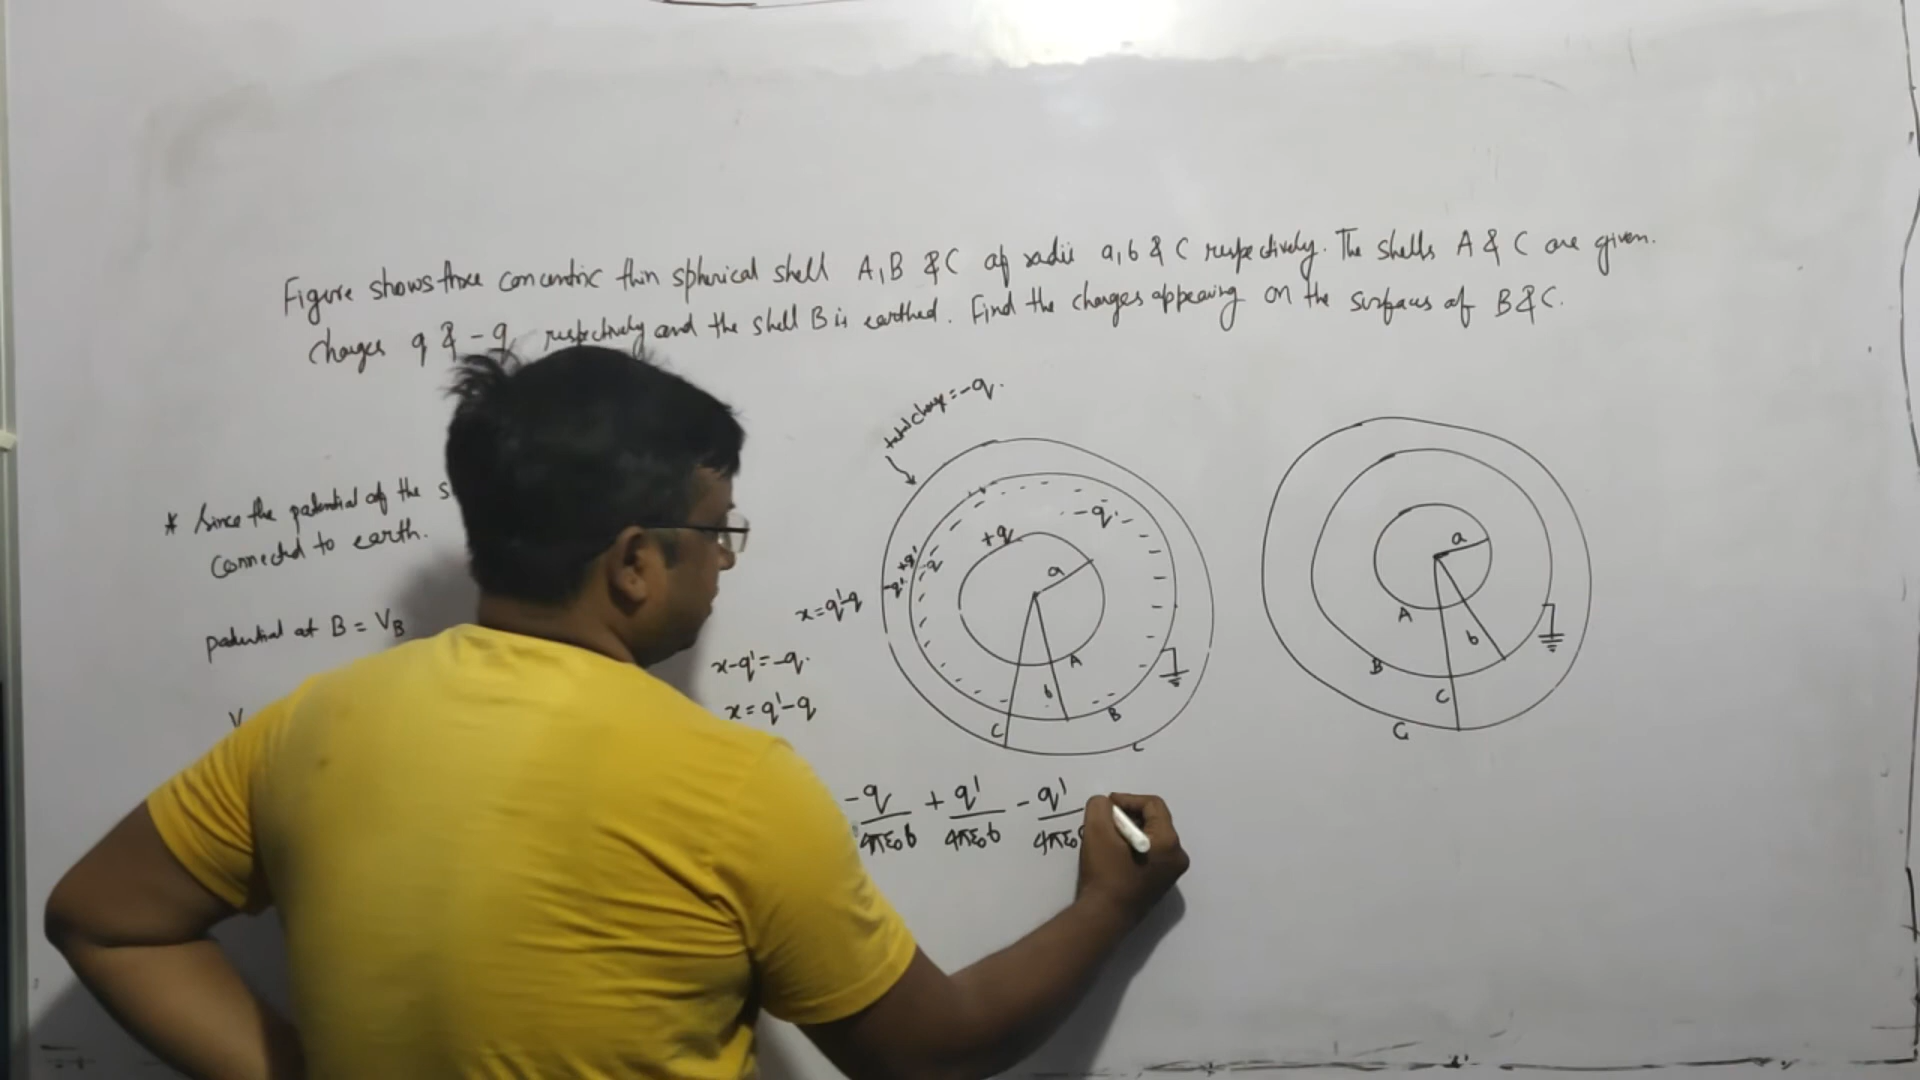 Figure shows three concentric thin spherical shell A, B & C of radii a, b & c respectively. The shells A & C are given.
Charges q & -q respectively and the shell B is earthed. Find the charges appearing on the surfaces of B & C.
total charge = -q.
* Since the potential of the s
Connected to earth.
potential at B = VB
V
x-q'=-q.
x=q'-q
x=q'-q
-q'
+q'
-q
+q
-q
a
b
C
A
B
C
a
b
C
A
B
C
-q/4πε0b + q'/4πε0b - q'/4πε0